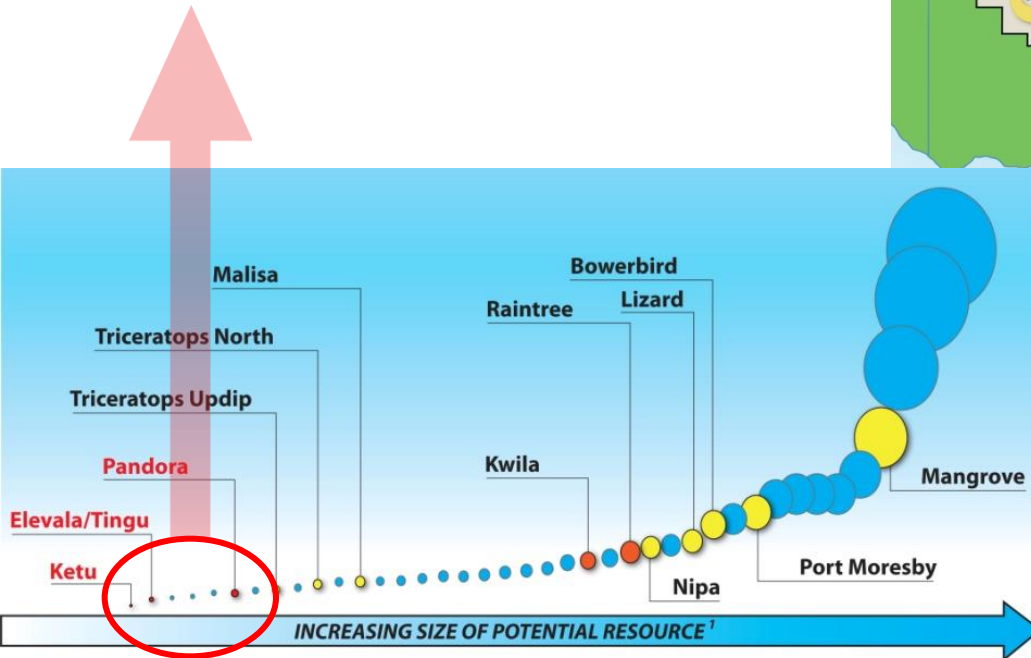 Malisa
Bowerbird
Lizard
Raintree
Triceratops North
Triceratops Updip
Pandora
Kwila
Mangrove
Elevala/Tingu
Ketu
Port Moresby
Nipa
INCREASING SIZE OF POTENTIAL RESOURCE ¹